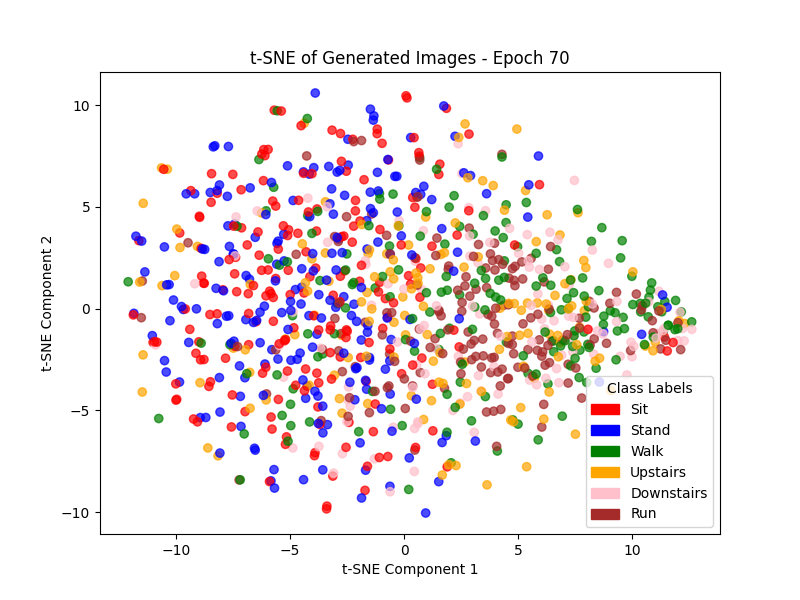 t-SNE of Generated Images - Epoch 70
10
5
0
−5
−10
t-SNE Component 2
−10
−5
0
5
10
t-SNE Component 1
Class Labels
Sit
Stand
Walk
Upstairs
Downstairs
Run